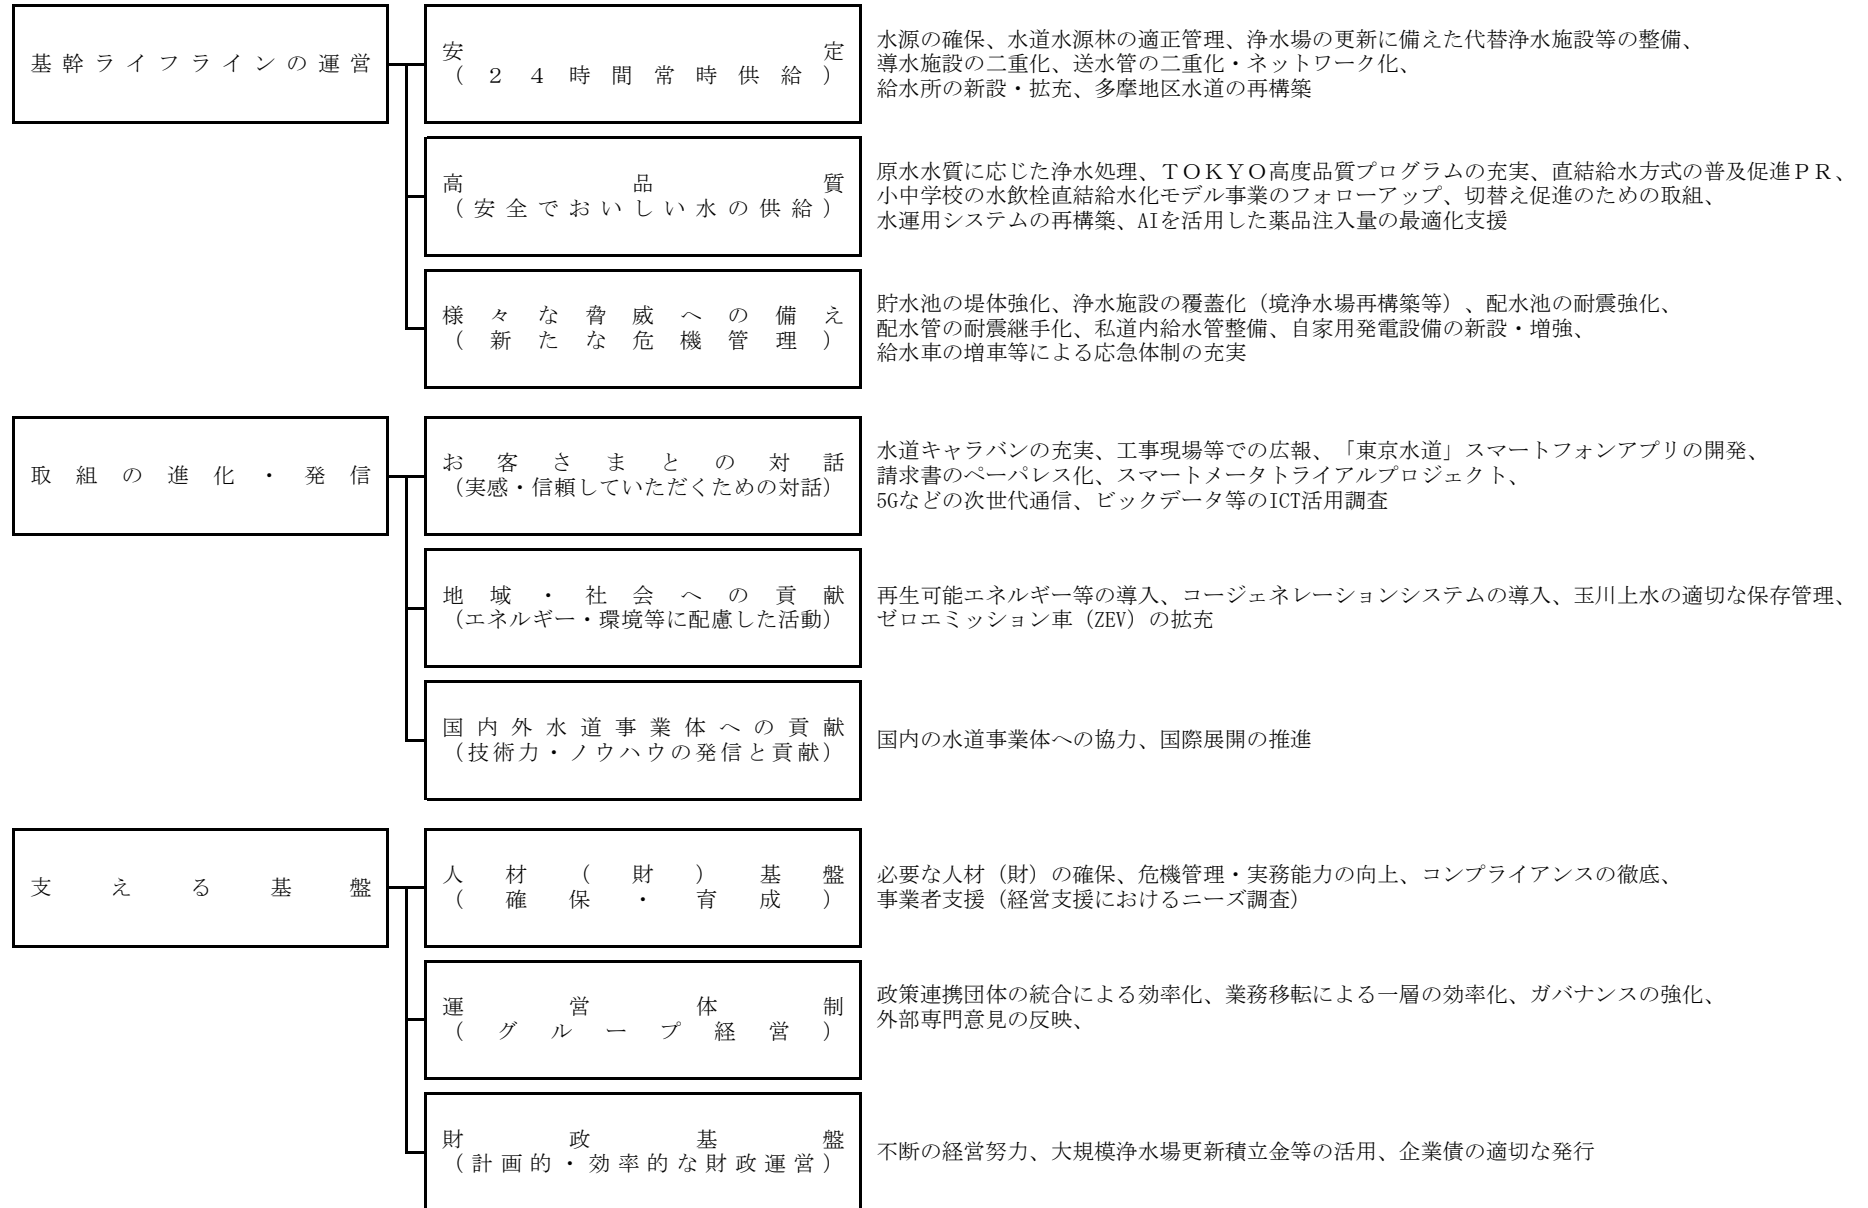 基幹ライフラインの運営
安定
（２４時間常時供給）
水源の確保、水道水源林の適正管理、浄水場の更新に備えた代替浄水施設等の整備、
導水施設の二重化、送水管の二重化・ネットワーク化、
給水所の新設・拡充、多摩地区水道の再構築
高品質
（安全でおいしい水の供給）
原水水質に応じた浄水処理、ＴＯＫＹＯ高度品質プログラムの充実、直結給水方式の普及促進ＰＲ、
小中学校の水飲栓直結給水化モデル事業のフォローアップ、切替え促進のための取組、
水運用システムの再構築、AIを活用した薬品注入量の最適化支援
様々な脅威への備え
（新たな危機管理）
貯水池の堤体強化、浄水施設の覆蓋化（境浄水場再構築等）、配水池の耐震強化、
配水管の耐震継手化、私道内給水管整備、自家用発電設備の新設・増強、
給水車の増車等による応急体制の充実
取組の進化・発信
お客さまとの対話
（実感・信頼していただくための対話）
水道キャラバンの充実、工事現場等での広報、「東京水道」スマートフォンアプリの開発、
請求書のペーパレス化、スマートメータトライアルプロジェクト、
5Gなどの次世代通信、ビックデータ等のICT活用調査
地域・社会への貢献
（エネルギー・環境等に配慮した活動）
再生可能エネルギー等の導入、コージェネレーションシステムの導入、玉川上水の適切な保存管理、
ゼロエミッション車（ZEV）の拡充
国内外水道事業体への貢献
（技術力・ノウハウの発信と貢献）
国内の水道事業体への協力、国際展開の推進
支える基盤
人材（財）基盤
（確保・育成）
必要な人材（財）の確保、危機管理・実務能力の向上、コンプライアンスの徹底、
事業者支援（経営支援におけるニーズ調査）
運営体制
（グループ経営）
政策連携団体の統合による効率化、業務移転による一層の効率化、ガバナンスの強化、
外部専門意見の反映、
財政基盤
（計画的・効率的な財政運営）
不断の経営努力、大規模浄水場更新積立金等の活用、企業債の適切な発行